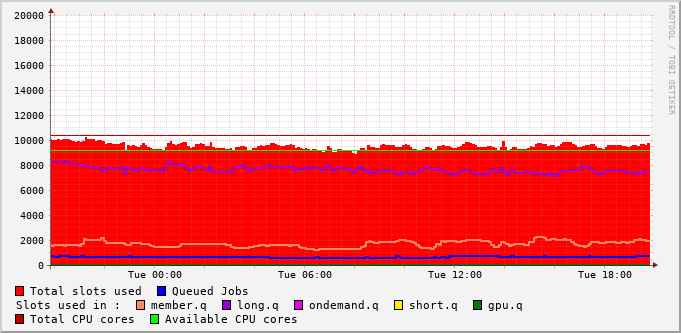 RRDTOOL / TOBI OETIKER
20000
18000
16000
14000
12000
10000
8000
6000
4000
2000
0
Tue 00:00 Tue 06:00 Tue 12:00 Tue 18:00
Total slots used Queued Jobs
Slots used in : member.q long.q ondemand.q short.q gpu.q
Total CPU cores Available CPU cores